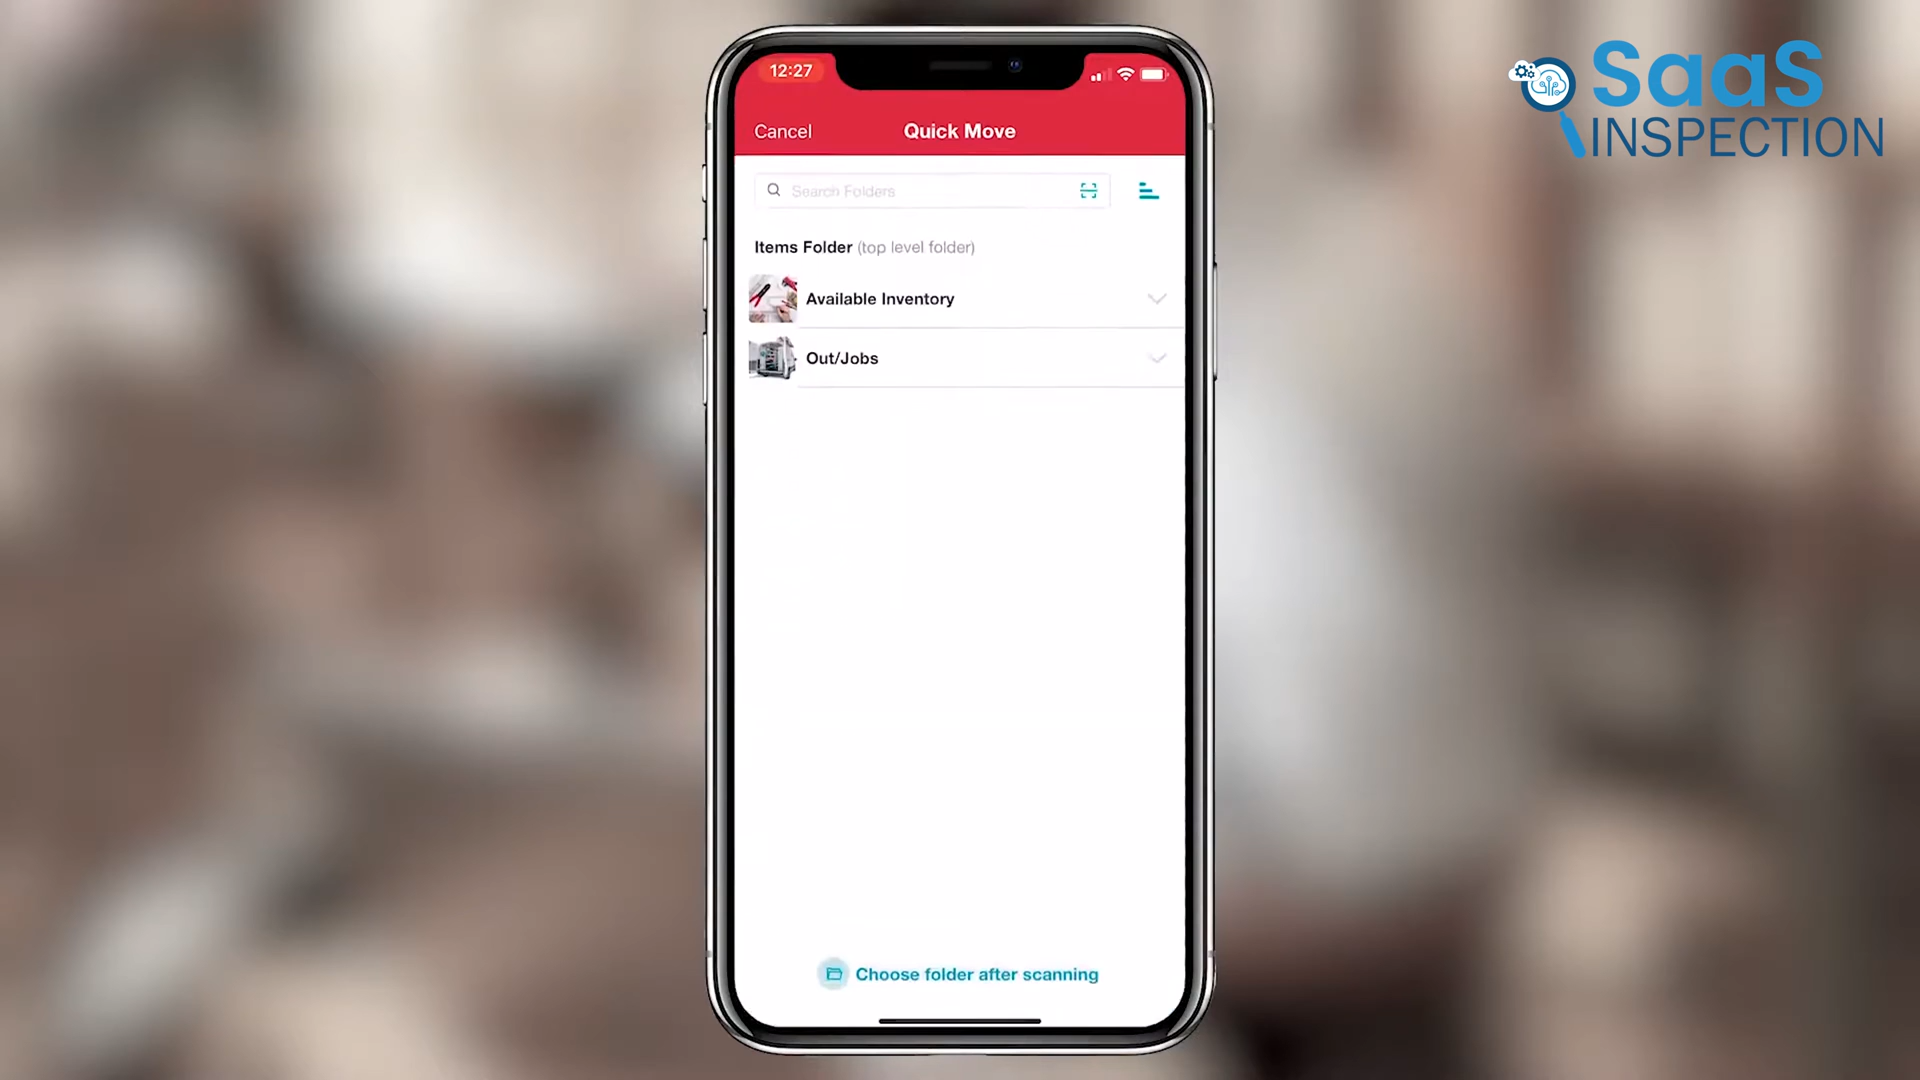 12:27
SaaS
INSPECTION
Cancel
Quick Move
Search Folders
Items Folder (top level folder)
Available Inventory
Out/Jobs
Choose folder after scanning